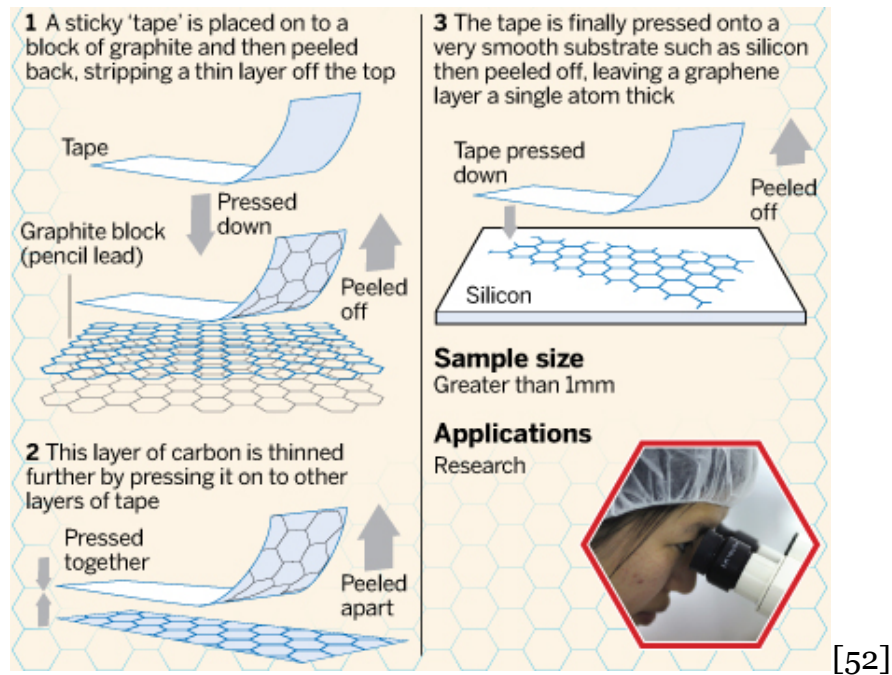 1 A sticky ‘tape’ is placed on to a
block of graphite and then peeled
back, stripping a thin layer off the top
Tape
Pressed
down
Graphite block
(pencil lead)
Peeled
off
2 This layer of carbon is thinned
further by pressing it on to other
layers of tape
Pressed
together
Peeled
apart
3 The tape is finally pressed onto a
very smooth substrate such as silicon
then peeled off, leaving a graphene
layer a single atom thick
Tape pressed
down
Peeled
off
Silicon
Sample size
Greater than 1mm
Applications
Research
[52]